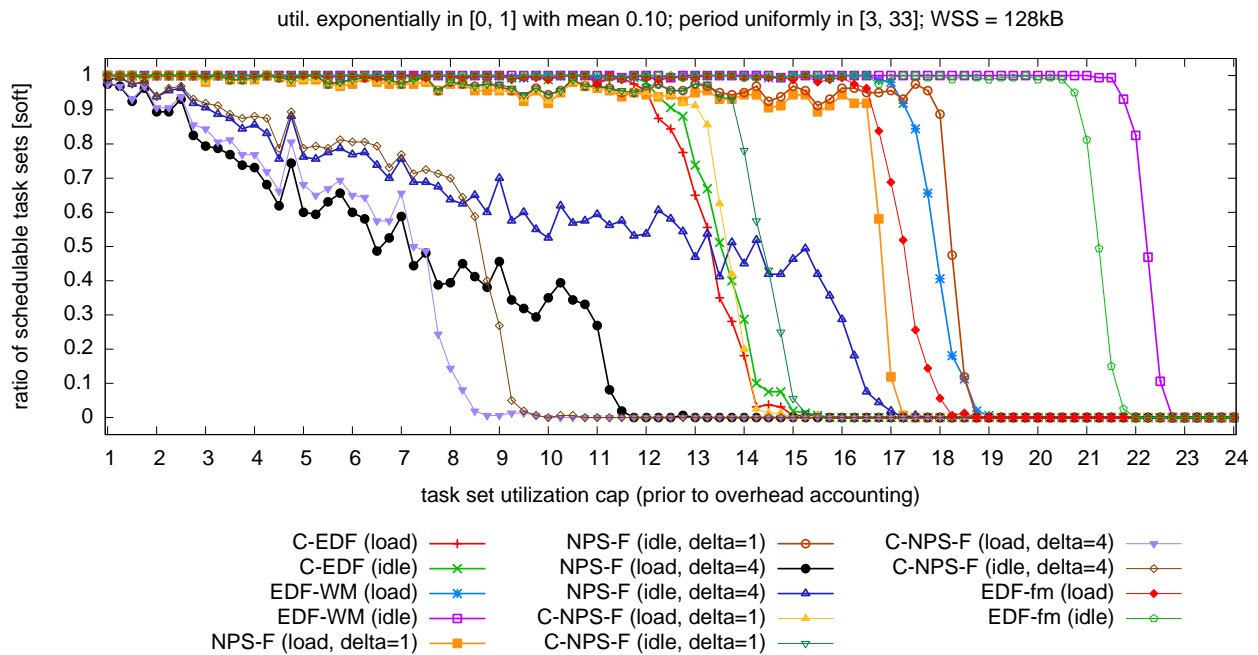 util. exponentially in [0, 1] with mean 0.10; period uniformly in [3, 33]; WSS = 128kB
ratio of schedulable task sets [soft]
1
0.9
0.8
0.7
0.6
0.5
0.4
0.3
0.2
0.1
0
1 2 3 4 5 6 7 8 9 10 11 12 13 14 15 16 17 18 19 20 21 22 23 24
task set utilization cap (prior to overhead accounting)
C-EDF (load)
C-EDF (idle)
EDF-WM (load)
EDF-WM (idle)
NPS-F (load, delta=1)
NPS-F (idle, delta=1)
NPS-F (load, delta=4)
NPS-F (idle, delta=4)
C-NPS-F (load, delta=1)
C-NPS-F (idle, delta=1)
C-NPS-F (load, delta=4)
C-NPS-F (idle, delta=4)
EDF-fm (load)
EDF-fm (idle)